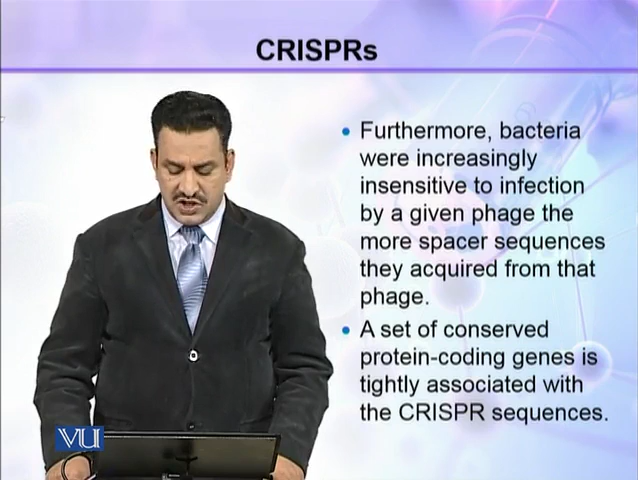 CRISPRs
• Furthermore, bacteria
were increasingly
insensitive to infection
by a given phage the
more spacer sequences
they acquired from that
phage.
• A set of conserved
protein-coding genes is
tightly associated with
the CRISPR sequences.
VU